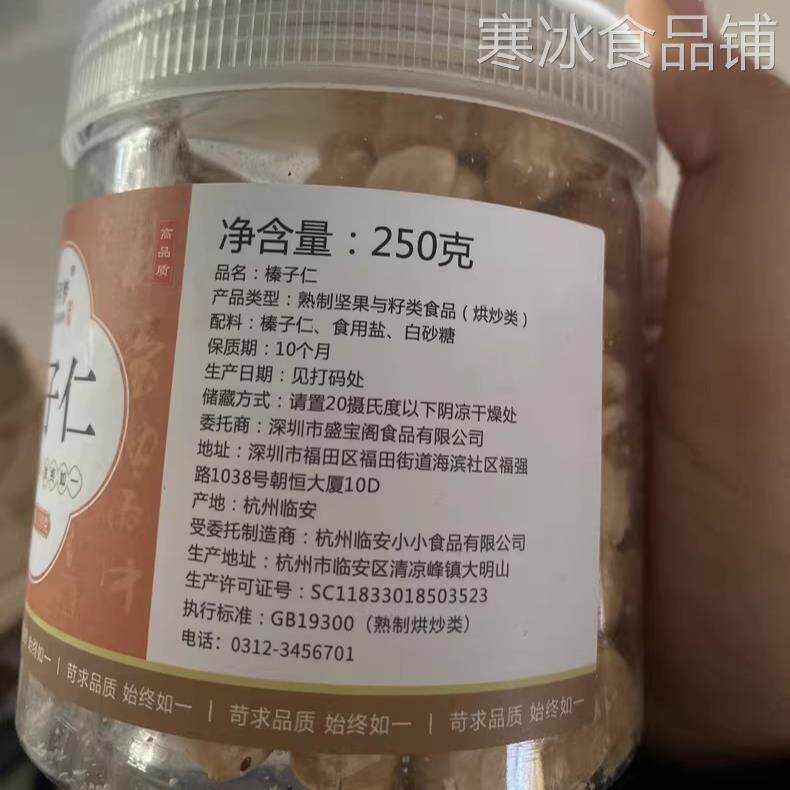 寒冰食品铺
高品质
净含量：250克
品名：榛子仁
产品类型：熟制坚果与籽类食品（烘炒类）
配料：榛子仁、食用盐、白砂糖
保质期：10个月
生产日期：见打码处
储藏方式：请置20摄氏度以下阴凉干燥处
委托商：深圳市盛宝阁食品有限公司
地址：深圳市福田区福田街道海滨社区福强
路1038号朝恒大厦10D
产地：杭州临安
受委托制造商：杭州临安小小食品有限公司
生产地址：杭州市临安区清凉峰镇大明山
生产许可证号：SC11833018503523
执行标准：GB19300（熟制烘炒类）
电话：0312-3456701
子仁
始终如一 | 苛求品质 始终如一 | 苛求品质 始终如一 | 苛求品质 始终如一